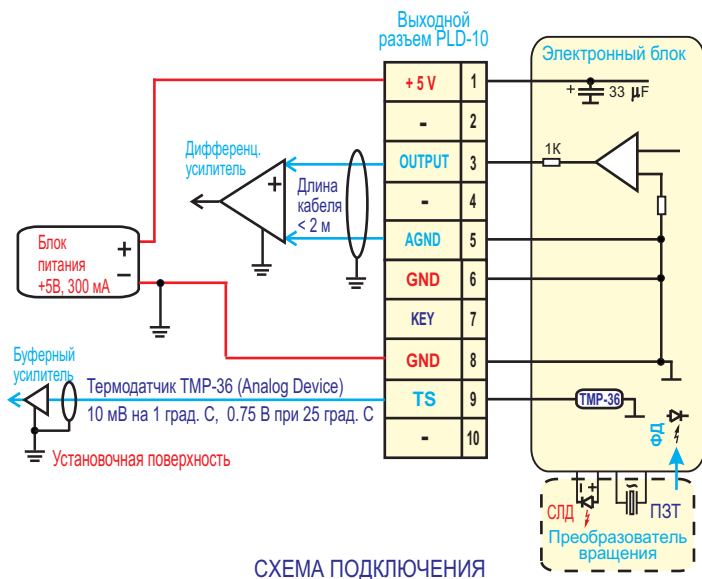 Выходной
разъем PLD-10
Электронный блок
+ 5 V 1
+ 33 μF
- 2
Дифференц.
усилитель
+
OUTPUT 3
1К
Длина
кабеля
< 2 м
- 4
AGND 5
Блок
питания
+5В, 300 мА
+
−
GND 6
KEY 7
GND 8
Буферный
усилитель
Термодатчик TMP-36 (Analog Device)
10 мВ на 1 град. С, 0.75 В при 25 град. С
TS 9
TMP-36
ФД
- 10
Установочная поверхность
− +
≈
СЛД
ПЗТ
Преобразователь
вращения
СХЕМА ПОДКЛЮЧЕНИЯ